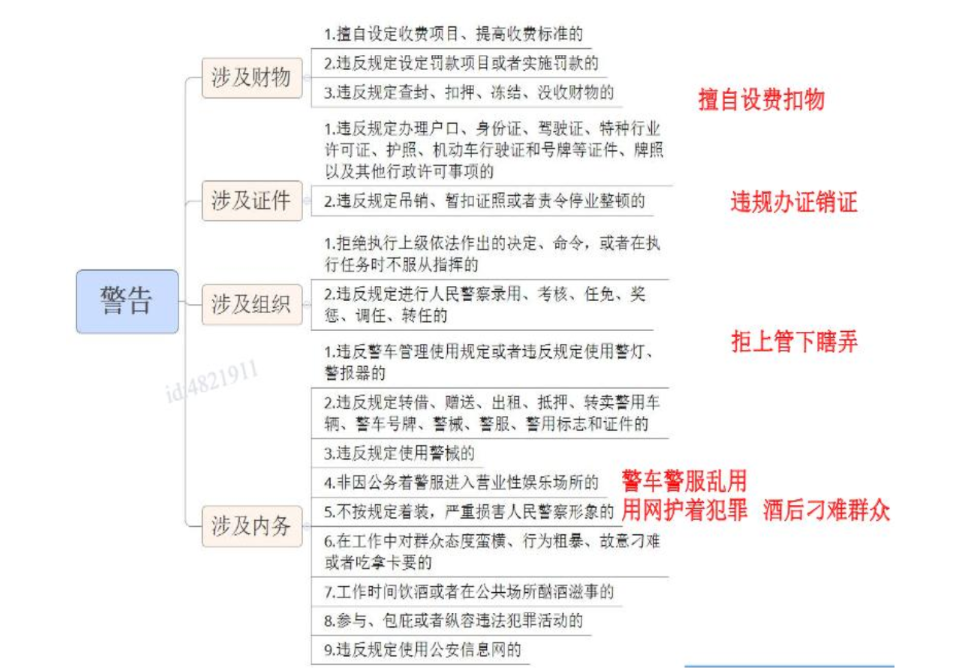 1.擅自设定收费项目、提高收费标准的
涉及财物
2.违反规定设定罚款项目或者实施罚款的
3.违反规定查封、扣押、冻结、没收财物的
擅自设费扣物
1.违反规定办理户口、身份证、驾驶证、特种行业
许可证、护照、机动车行驶证和号牌等证件、牌照
以及其他行政许可事项的
涉及证件
2.违反规定吊销、暂扣证照或者责令停业整顿的
违规办证销证
1.拒绝执行上级依法作出的决定、命令，或者在执
行任务时不服从指挥的
警告
涉及组织
2.违反规定进行人民警察录用、考核、任免、奖
惩、调任、转任的
拒上管下瞎弄
1.违反警车管理使用规定或者违反规定使用警灯、
警报器的
id:4821911
2.违反规定转借、赠送、出租、抵押、转卖警用车
辆、警车号牌、警械、警服、警用标志和证件的
3.违反规定使用警械的
4.非因公务着警服进入营业性娱乐场所的
警车警服乱用
涉及内务
5.不按规定着装，严重损害人民警察形象的
用网护着犯罪 酒后刁难群众
6.在工作中对群众态度蛮横、行为粗暴、故意刁难
或者吃拿卡要的
7.工作时间饮酒或者在公共场所酗酒滋事的
8.参与、包庇或者纵容违法犯罪活动的
9.违反规定使用公安信息网的